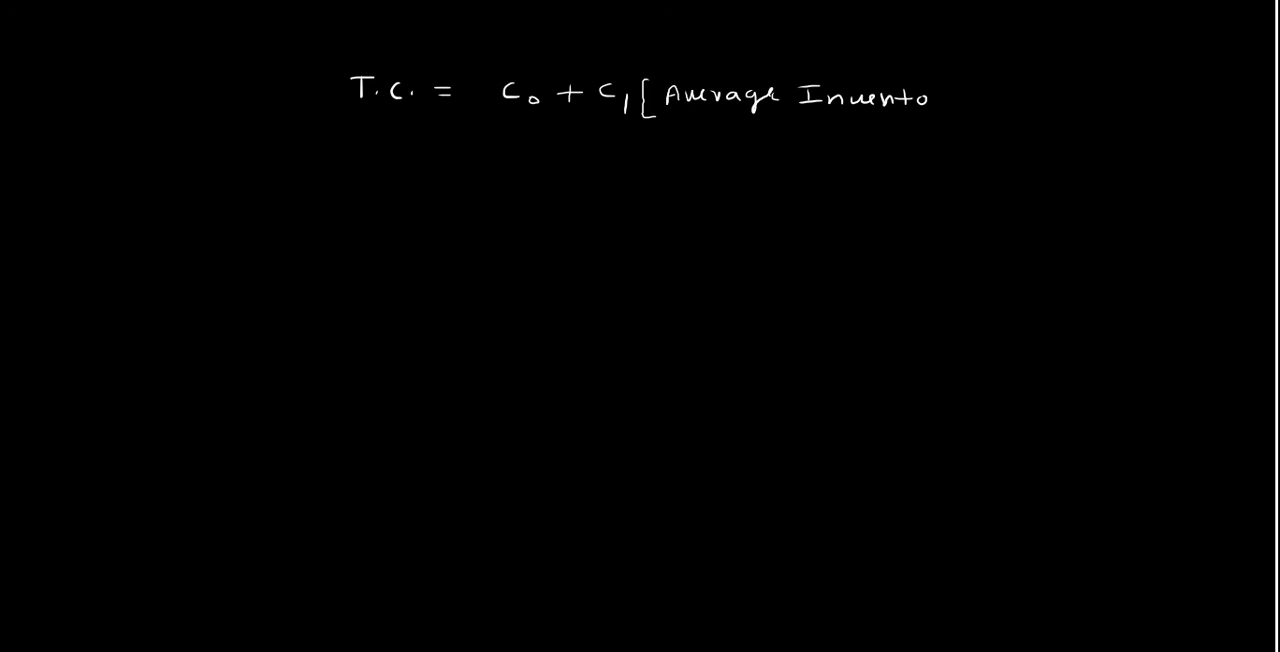 T.C. = C₀ + C₁[Average Invento